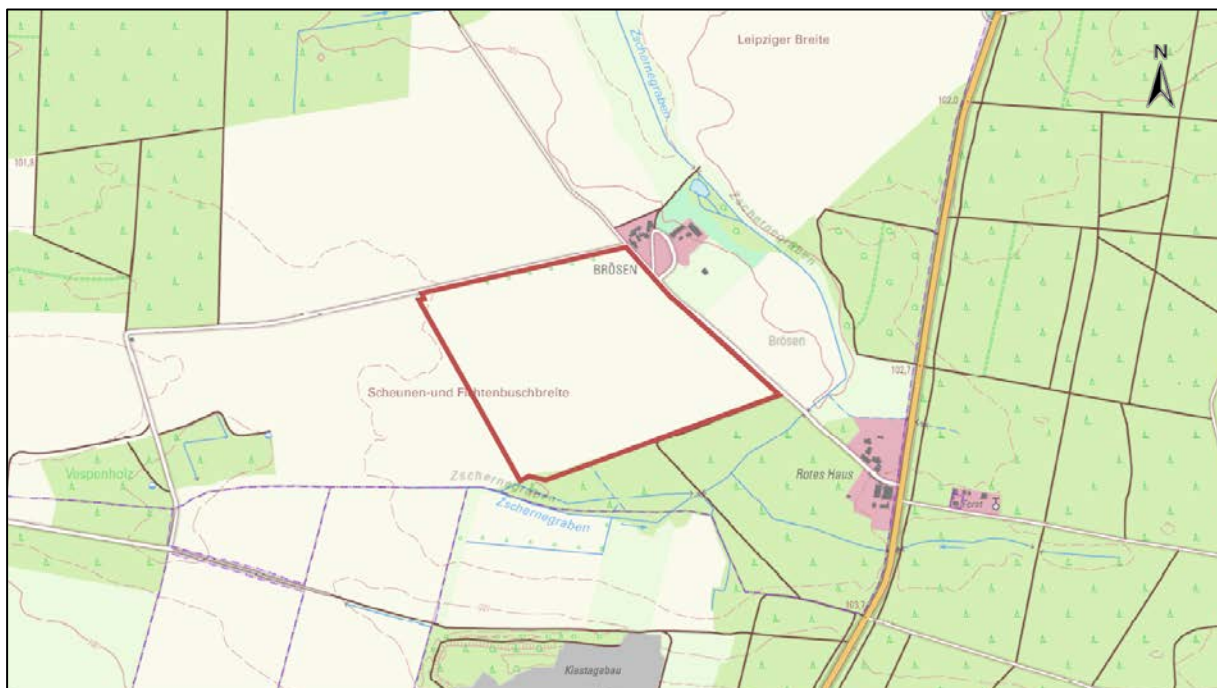 Leipziger Breite
N
Zschernegraben
102,0
101,8
Zschernegraben
BRÖSEN
Brösen
102,7
Scheunen-und Fichtenbuschbreite
Vespenholz
Zschernegraben
Zschernegraben
Rotes Haus
Forst
103,7
Kiestagebau